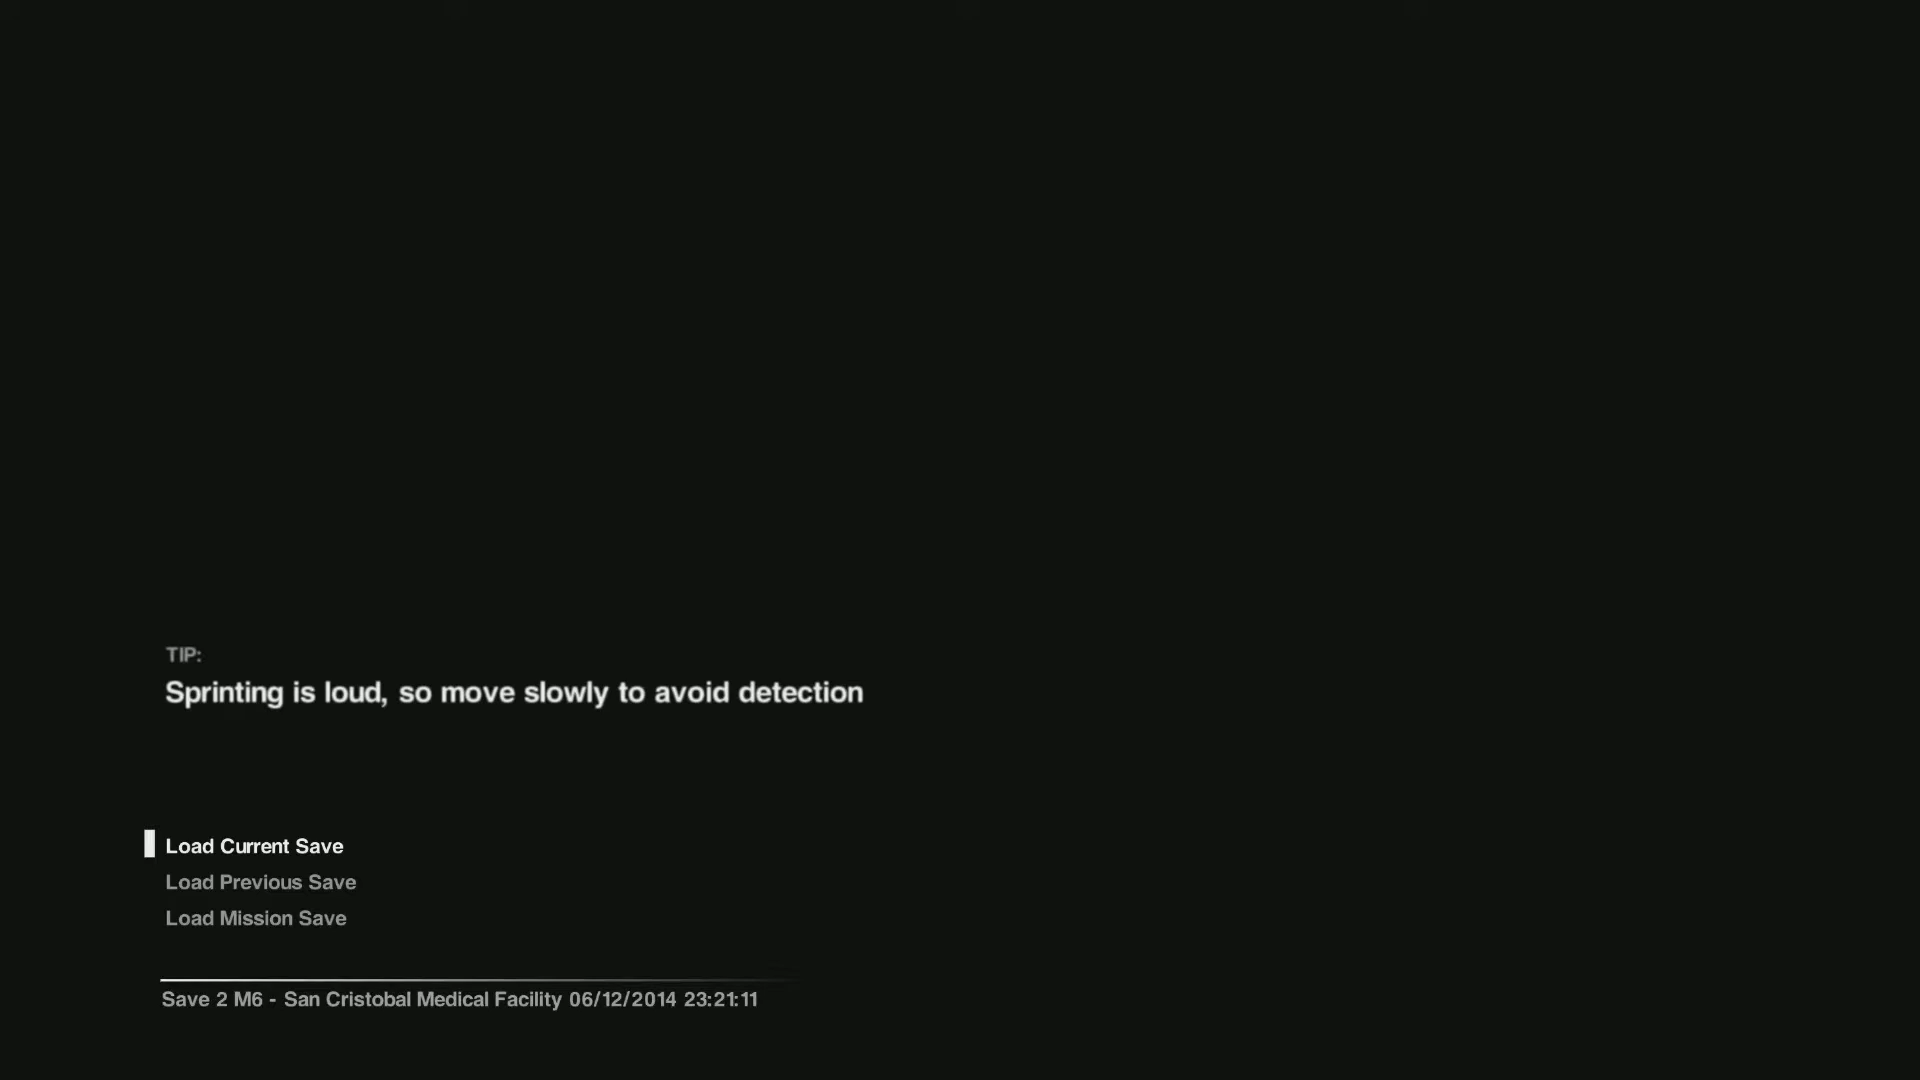 TIP:
Sprinting is loud, so move slowly to avoid detection
Load Current Save
Load Previous Save
Load Mission Save
Save 2 M6 - San Cristobal Medical Facility 06/12/2014 23:21:11